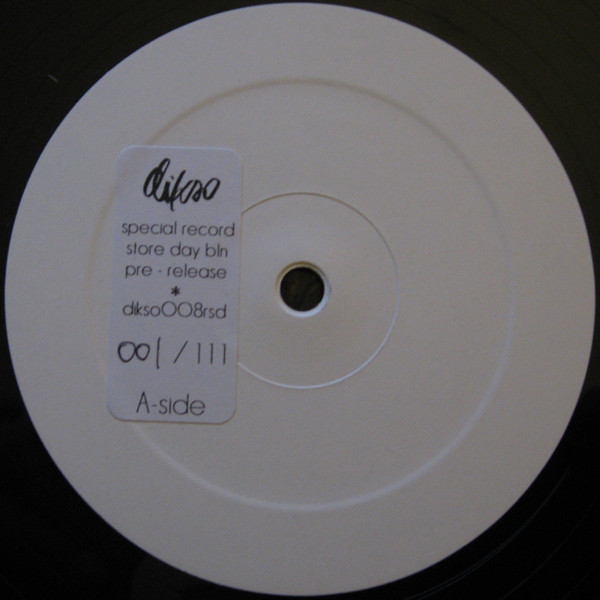 dikso
special record
store day bln
pre - release
*
dikso008rsd
001 / 111
A-side